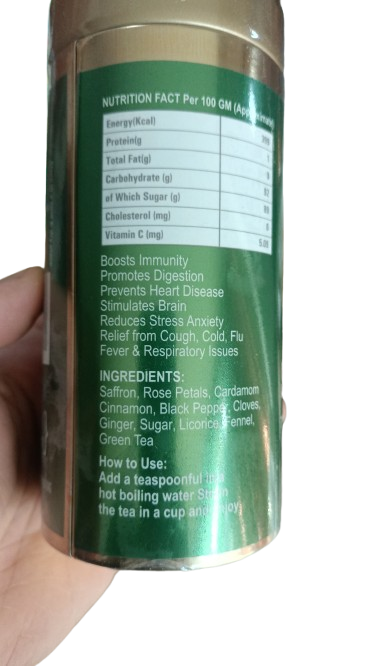 NUTRITION FACT Per 100 GM
Energy(Kcal)
Protein(g
Total Fat(g)
Carbohydrate (g)
of Which Sugar (g)
Cholesterol (mg)
Vitamin C (mg)
Boosts Immunity
Promotes Digestion
Prevents Heart Disease
Stimulates Brain
Reduces Stress Anxiety
Relief from Cough, Cold, Flu
Fever & Respiratory Issues
INGREDIENTS:
Saffron, Rose Petals, Cardamom
Cinnamon, Black Pepper, Cloves,
Ginger, Sugar, Licorice, Fennel,
Green Tea
How to Use:
Add a teaspoonful
hot boiling water
the tea in a cup